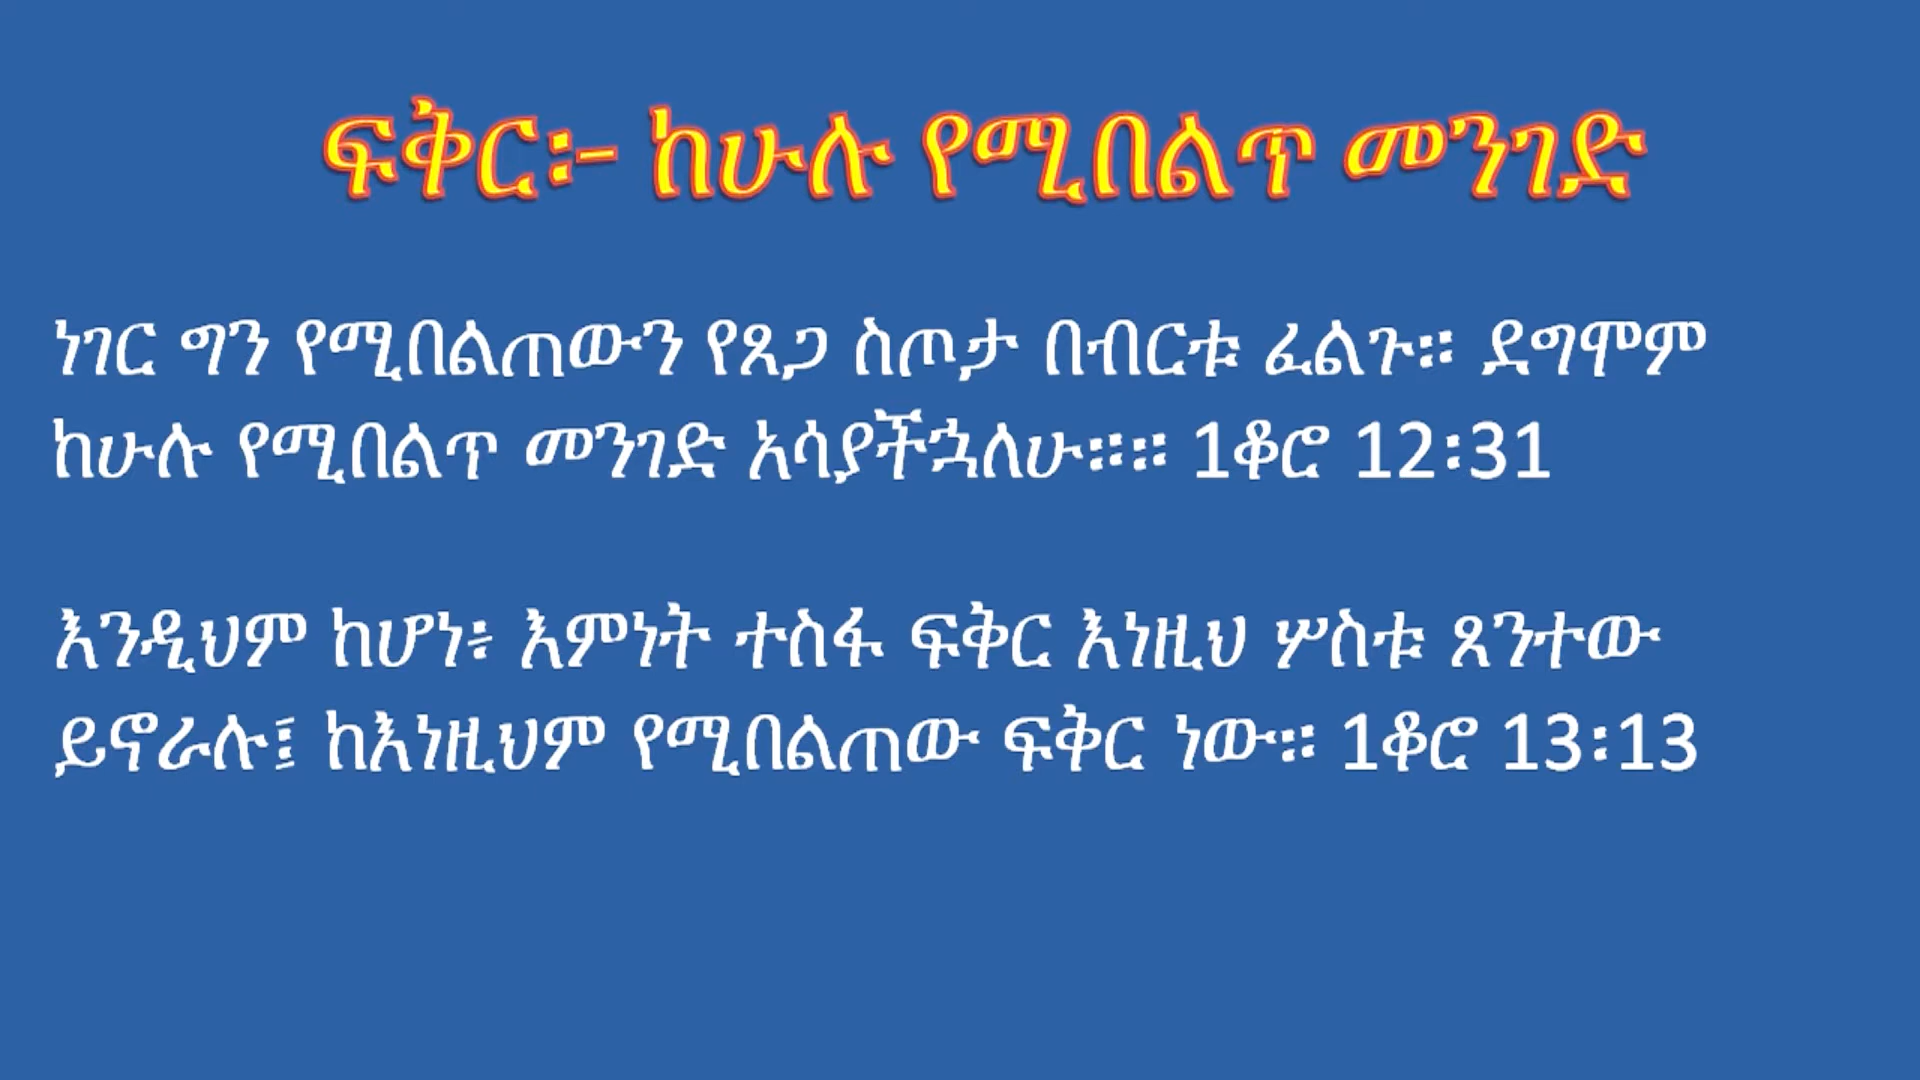 ፍቅር፦ ከሁሉ የሚበልጥ መንገድ
ነገር ግን የሚበልጠውን የጸጋ ስጦታ በብርቱ ፈልጉ። ደግሞም
ከሁሉ የሚበልጥ መንገድ አሳያችኋለሁ።። 1ቆሮ 12፡31
እንዲህም ከሆነ፥ እምነት ተስፋ ፍቅር እነዚህ ሦስቱ ጸንተው
ይኖራሉ፤ ከእነዚህም የሚበልጠው ፍቅር ነው። 1ቆሮ 13፡13